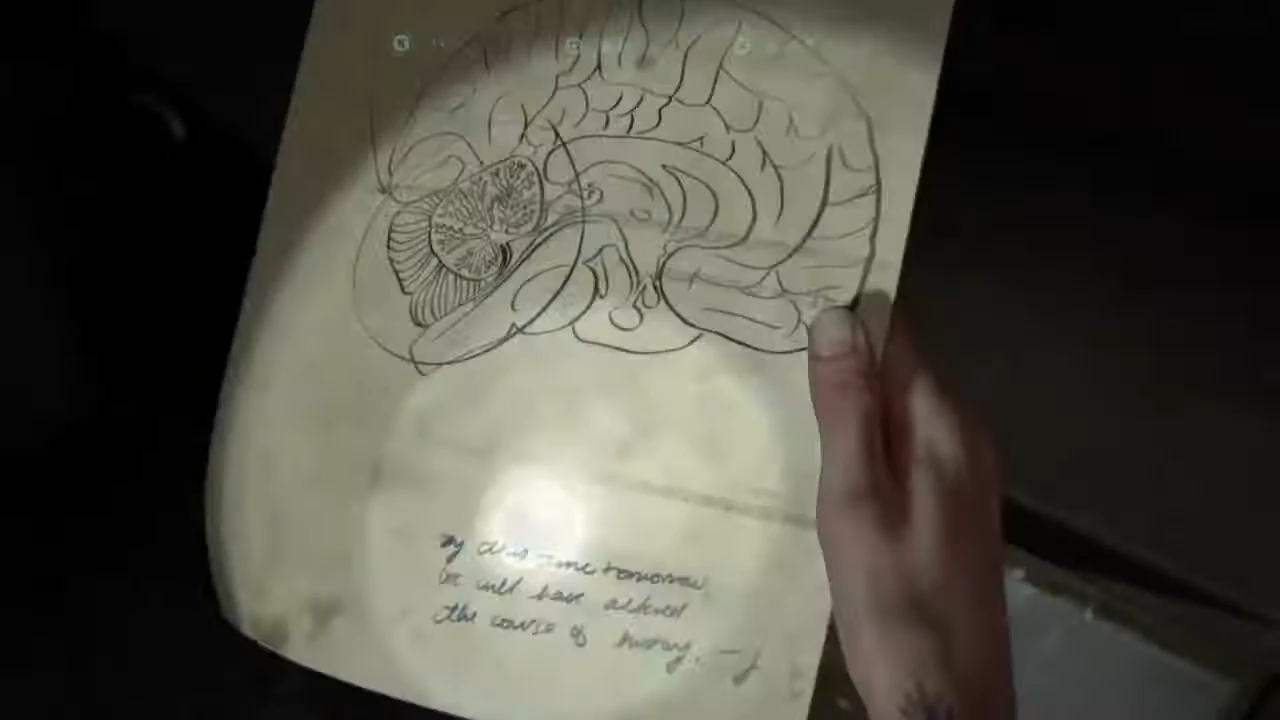 By this time tomorrow
we will have altered
the course of history. - J